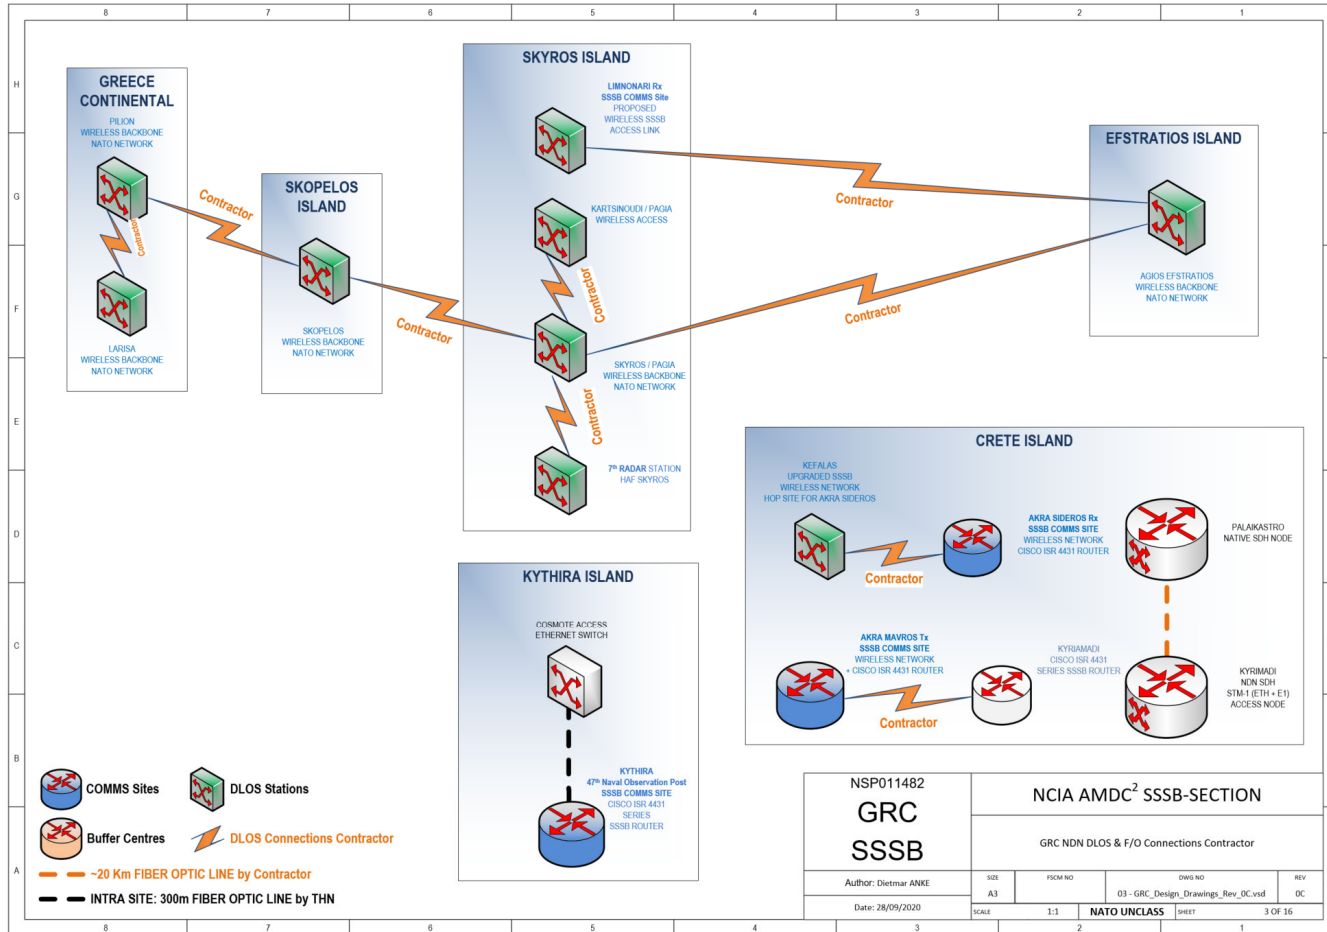 8 7 6 5 4 3 2 1
H
G
F
E
D
C
B
A
GREECE
CONTINENTAL
PILION
WIRELESS BACKBONE
NATO NETWORK
Contractor
LARISA
WIRELESS BACKBONE
NATO NETWORK
Contractor
SKOPELOS
ISLAND
SKOPELOS
WIRELESS BACKBONE
NATO NETWORK
Contractor
SKYROS ISLAND
LIMNONARI Rx
SSSB COMMS Site
PROPOSED
WIRELESS SSSB
ACCESS LINK
KARTSINOUDI / PAGIA
WIRELESS ACCESS
Contractor
SKYROS / PAGIA
WIRELESS BACKBONE
NATO NETWORK
Contractor
7th RADAR STATION
HAF SKYROS
Contractor
Contractor
EFSTRATIOS ISLAND
AGIOS EFSTRATIOS
WIRELESS BACKBONE
NATO NETWORK
CRETE ISLAND
KEFALAS
UPGRADED SSSB
WIRELESS NETWORK
HOP SITE FOR AKRA SIDEROS
Contractor
AKRA SIDEROS Rx
SSSB COMMS SITE
WIRELESS NETWORK
CISCO ISR 4431 ROUTER
PALAIKASTRO
NATIVE SDH NODE
AKRA MAVROS Tx
SSSB COMMS SITE
WIRELESS NETWORK
+ CISCO ISR 4431 ROUTER
Contractor
KYRIAMADI
CISCO ISR 4431
SERIES SSSB ROUTER
KYRIMADI
NDN SDH
STM-1 (ETH + E1)
ACCESS NODE
KYTHIRA ISLAND
COSMOTE ACCESS
ETHERNET SWITCH
KYTHIRA
47th Naval Observation Post
SSSB COMMS SITE
CISCO ISR 4431
SERIES
SSSB ROUTER
COMMS Sites
DLOS Stations
Buffer Centres
DLOS Connections Contractor
~20 Km FIBER OPTIC LINE by Contractor
INTRA SITE: 300m FIBER OPTIC LINE by THN
NSP011482
GRC
SSSB
Author: Dietmar ANKE
Date: 28/09/2020
NCIA AMDC² SSSB-SECTION
GRC NDN DLOS & F/O Connections Contractor
SIZE
A3
FSCM NO
DWG NO
03 - GRC_Design_Drawings_Rev_0C.vsd
REV
0C
SCALE
1:1
NATO UNCLASS
SHEET
3 OF 16
8 7 6 5 4 3 2 1